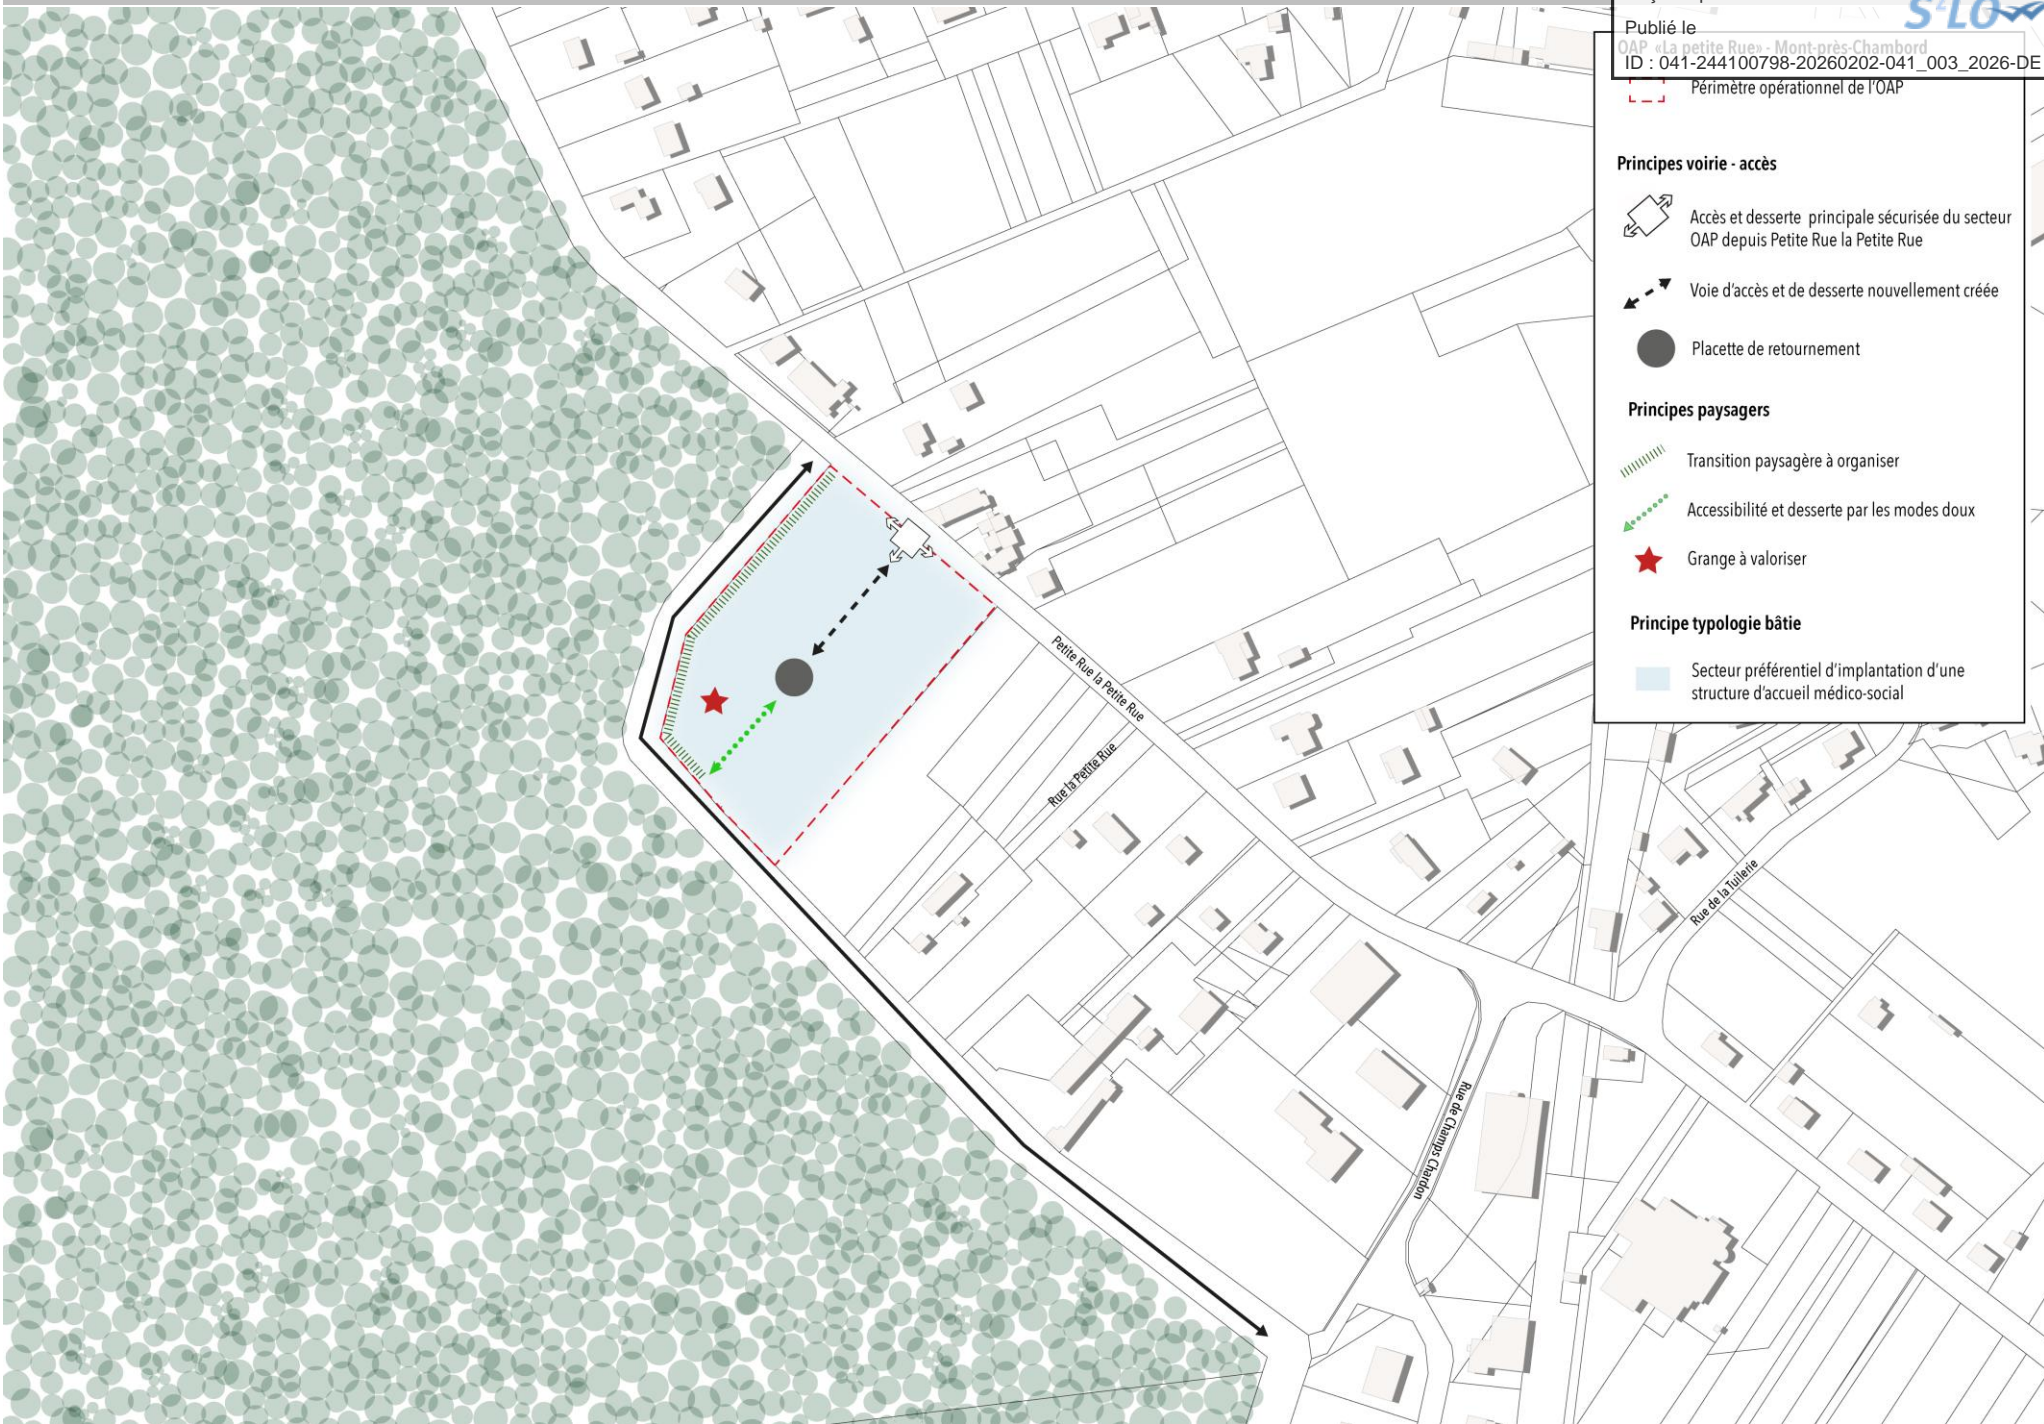 Publié le
S²LO
OAP «La petite Rue» - Mont-près-Chambord
ID : 041-244100798-20260202-041_003_2026-DE
Périmètre opérationnel de l'OAP
Principes voirie - accès
Accès et desserte principale sécurisée du secteur
OAP depuis Petite Rue la Petite Rue
Voie d'accès et de desserte nouvellement créée
Placette de retournement
Principes paysagers
Transition paysagère à organiser
Accessibilité et desserte par les modes doux
Grange à valoriser
Principe typologie bâtie
Secteur préférentiel d'implantation d'une
structure d'accueil médico-social
Petite Rue la Petite Rue
Rue la Petite Rue
Rue de la Tuilerie
Rue de Champs Chardon